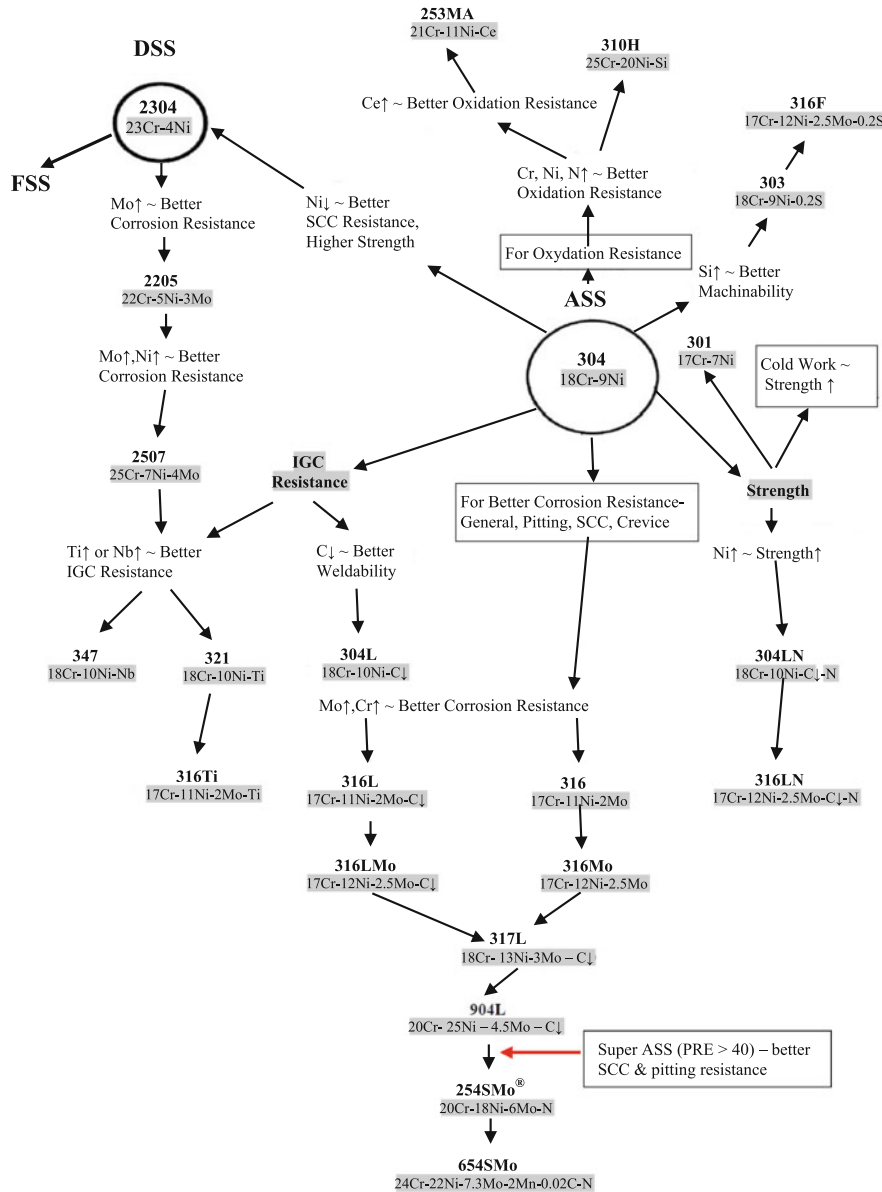 253MA
21Cr-11Ni-Ce
310H
25Cr-20Ni-Si
DSS
2304
23Cr-4Ni
FSS
Ce↑ ~ Better Oxidation Resistance
316F
17Cr-12Ni-2.5Mo-0.2S
Cr, Ni, N↑ ~ Better
Oxidation Resistance
303
18Cr-9Ni-0.2S
Mo↑ ~ Better
Corrosion Resistance
Ni↓ ~ Better
SCC Resistance,
Higher Strength
For Oxydation Resistance
Si↑ ~ Better
Machinability
2205
22Cr-5Ni-3Mo
ASS
304
18Cr-9Ni
301
17Cr-7Ni
Cold Work ~
Strength ↑
Mo↑,Ni↑ ~ Better
Corrosion Resistance
2507
25Cr-7Ni-4Mo
IGC
Resistance
For Better Corrosion Resistance-
General, Pitting, SCC, Crevice
Strength
Ti↑ or Nb↑ ~ Better
IGC Resistance
C↓ ~ Better
Weldability
Ni↑ ~ Strength↑
347
18Cr-10Ni-Nb
321
18Cr-10Ni-Ti
304L
18Cr-10Ni-C↓
304LN
18Cr-10Ni-C↓-N
Mo↑,Cr↑ ~ Better Corrosion Resistance
316Ti
17Cr-11Ni-2Mo-Ti
316L
17Cr-11Ni-2Mo-C↓
316
17Cr-11Ni-2Mo
316LN
17Cr-12Ni-2.5Mo-C↓-N
316LMo
17Cr-12Ni-2.5Mo-C↓
316Mo
17Cr-12Ni-2.5Mo
317L
18Cr- 13Ni-3Mo – C↓
904L
20Cr- 25Ni – 4.5Mo – C↓
Super ASS (PRE > 40) – better
SCC & pitting resistance
254SMo®
20Cr-18Ni-6Mo-N
654SMo
24Cr-22Ni-7.3Mo-2Mn-0.02C-N